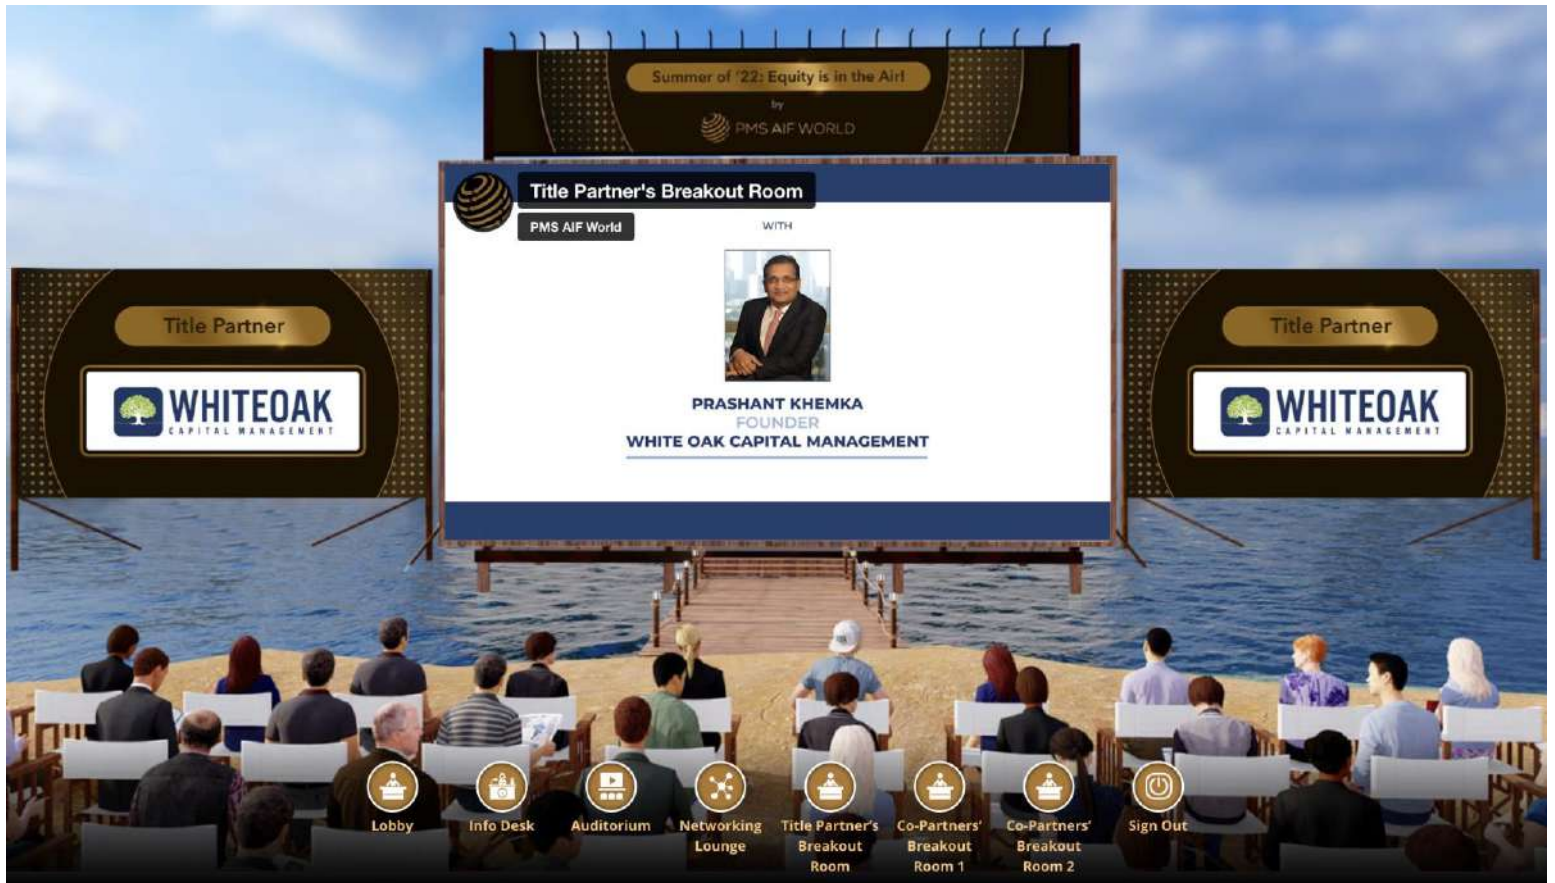 Summer of '22: Equity is in the Air!
by
PMS AIF WORLD
Title Partner's Breakout Room
PMS AIF World
WITH
PRASHANT KHEMKA
FOUNDER
WHITE OAK CAPITAL MANAGEMENT
Title Partner
WHITEOAK
CAPITAL MANAGEMENT
Title Partner
WHITEOAK
CAPITAL MANAGEMENT
Lobby
Info Desk
Auditorium
Networking
Lounge
Title Partner's
Breakout
Room
Co-Partners'
Breakout
Room 1
Co-Partners'
Breakout
Room 2
Sign Out